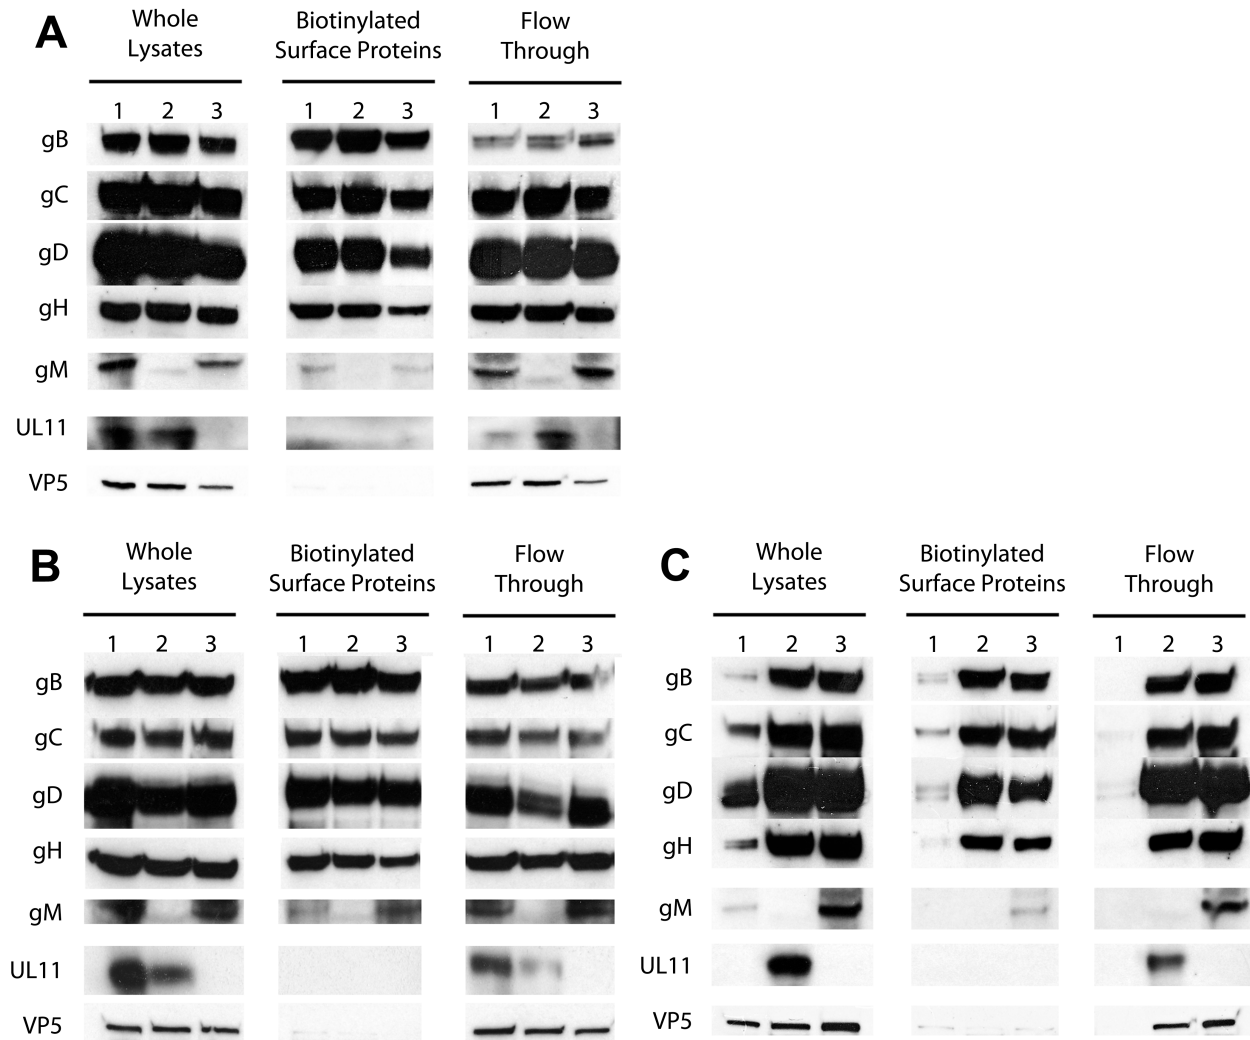 A
Whole
Lysates
Biotinylated
Surface Proteins
Flow
Through
1 2 3 1 2 3 1 2 3
gB
gC
gD
gH
gM
UL11
VP5
B
Whole
Lysates
Biotinylated
Surface Proteins
Flow
Through
1 2 3 1 2 3 1 2 3
gB
gC
gD
gH
gM
UL11
VP5
C
Whole
Lysates
Biotinylated
Surface Proteins
Flow
Through
1 2 3 1 2 3 1 2 3
gB
gC
gD
gH
gM
UL11
VP5